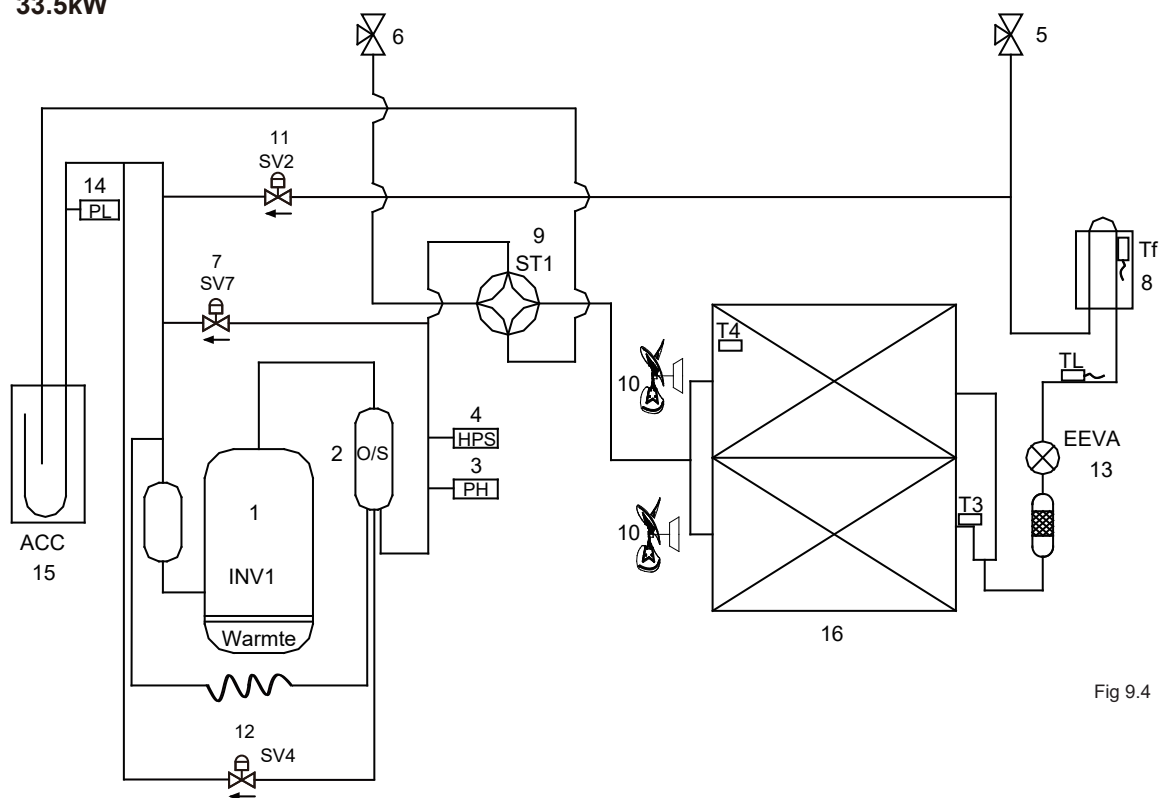 33.5kW
6
5
11
SV2
14
PL
9
ST1
7
SV7
Tf
8
T4
TL
10
4
HPS
2
O/S
3
PH
EEVA
13
1
T3
10
ACC
15
INV1
Warmte
16
Fig 9.4
12
SV4